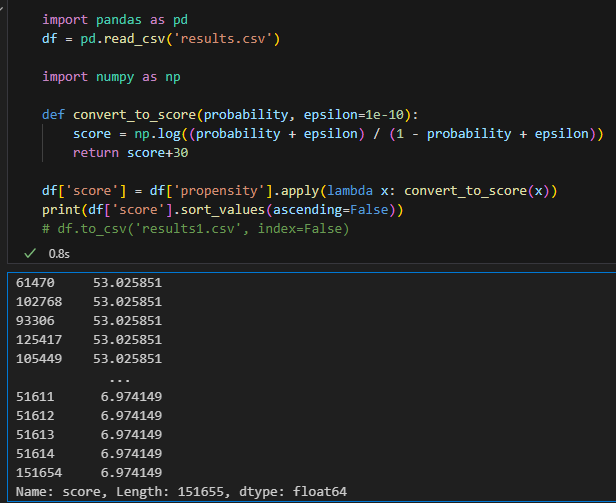 import pandas as pd
df = pd.read_csv('results.csv')
import numpy as np
def convert_to_score(probability, epsilon=1e-10):
    score = np.log((probability + epsilon) / (1 - probability + epsilon))
    return score+30
df['score'] = df['propensity'].apply(lambda x: convert_to_score(x))
print(df['score'].sort_values(ascending=False))
# df.to_csv('results1.csv', index=False)
0.8s
61470     53.025851
102768    53.025851
93306     53.025851
125417    53.025851
105449    53.025851
            ...
51611      6.974149
51612      6.974149
51613      6.974149
51614      6.974149
151654     6.974149
Name: score, Length: 151655, dtype: float64